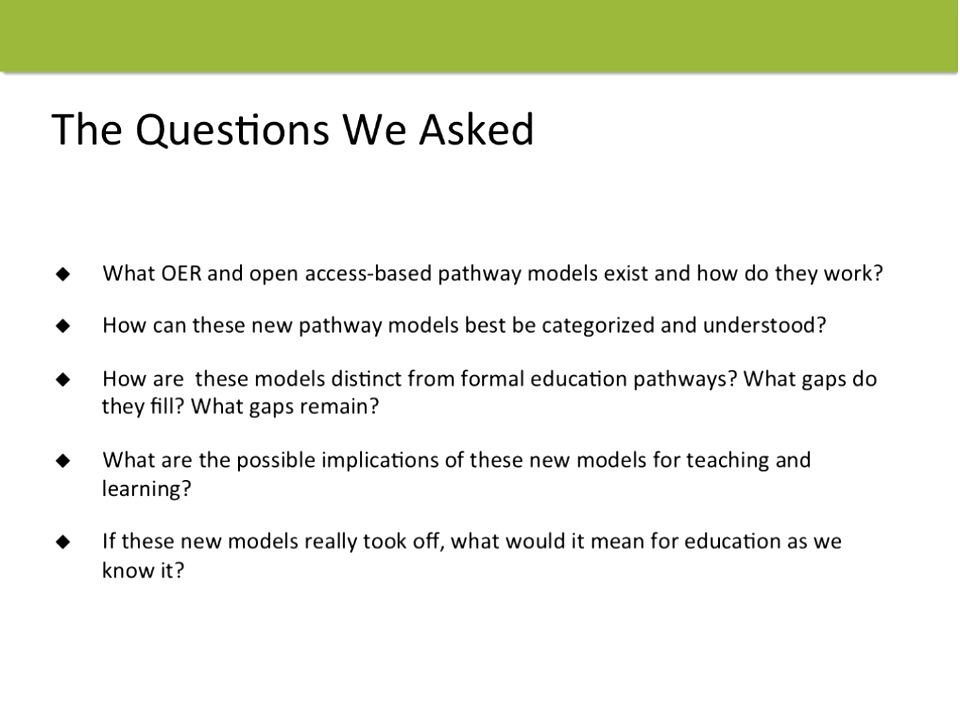 The Questions We Asked
◆ What OER and open access-based pathway models exist and how do they work?
◆ How can these new pathway models best be categorized and understood?
◆ How are  these models distinct from formal education pathways? What gaps do
they fill? What gaps remain?
◆ What are the possible implications of these new models for teaching and
learning?
◆ If these new models really took off, what would it mean for education as we
know it?